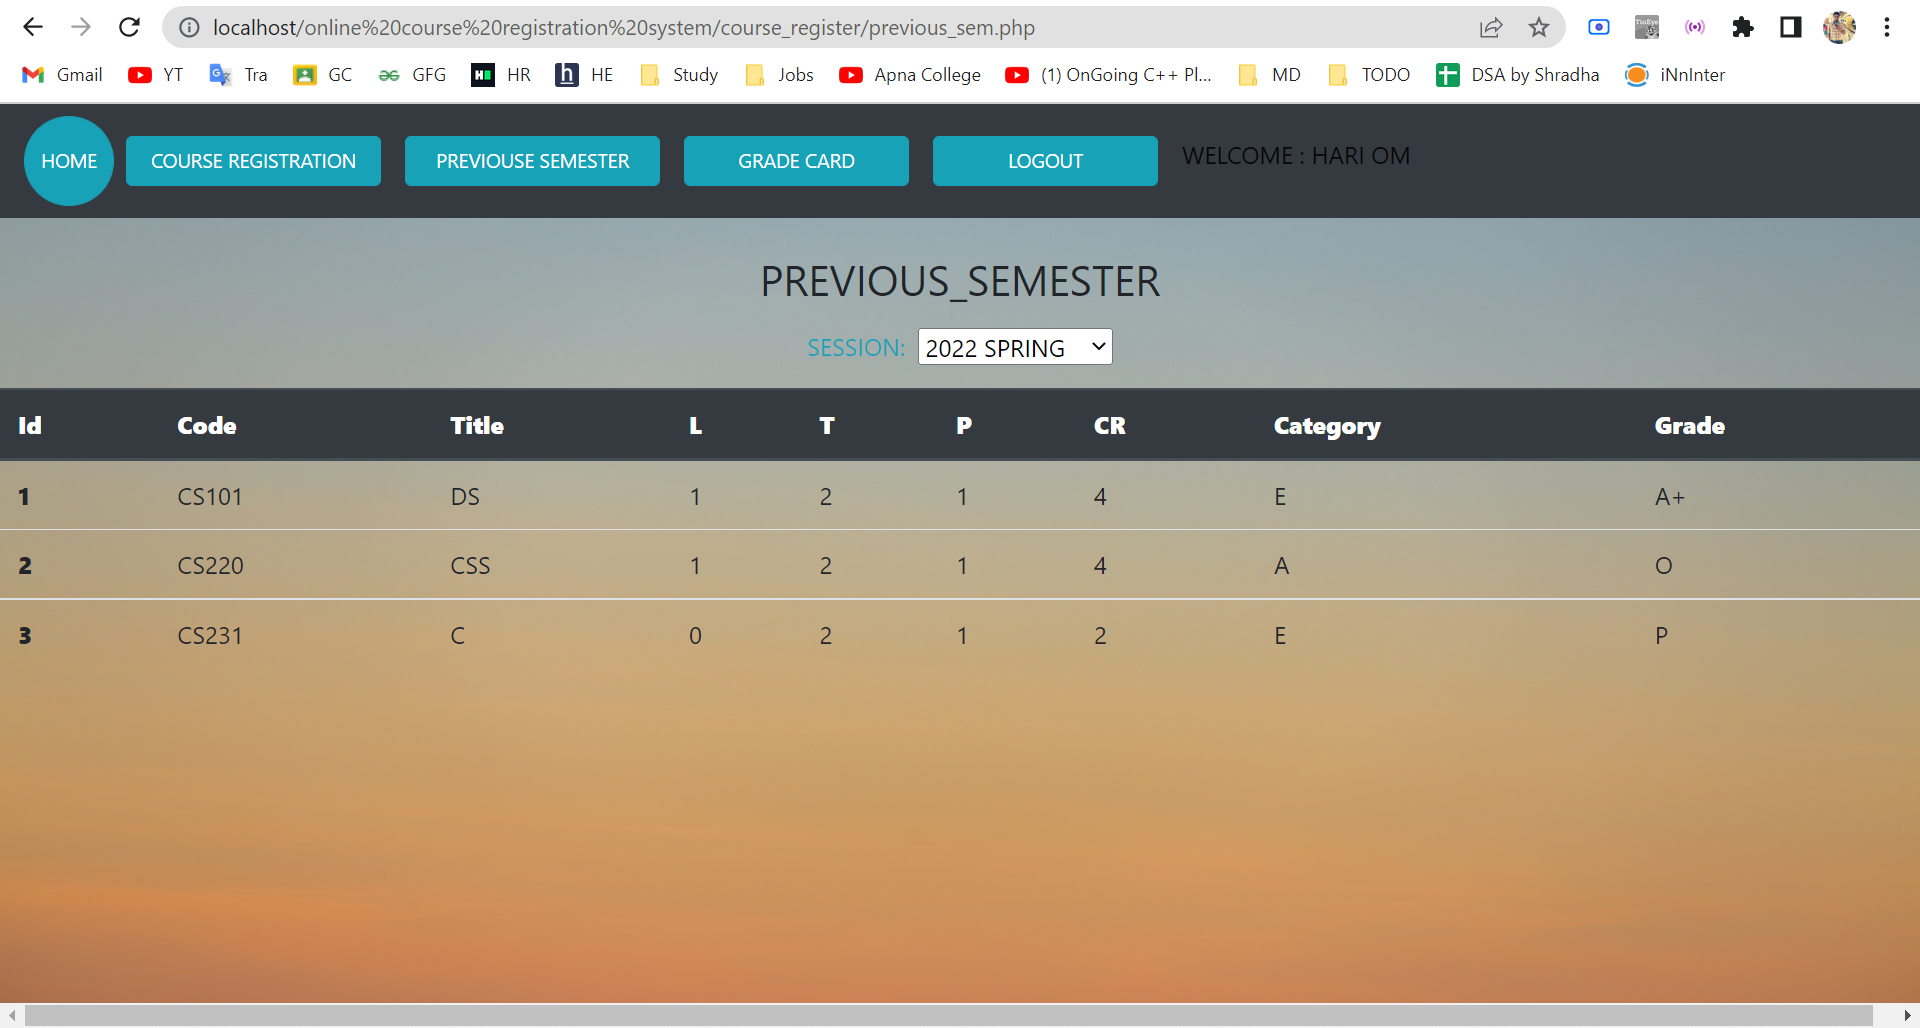 localhost/online%20course%20registration%20system/course_register/previous_sem.php
Gmail YT Tra GC GFG HR HE Study Jobs Apna College (1) OnGoing C++ Pl... MD TODO DSA by Shradha iNnInter
HOME COURSE REGISTRATION PREVIOUSE SEMESTER GRADE CARD LOGOUT WELCOME : HARI OM
PREVIOUS_SEMESTER
SESSION: 2022 SPRING
Id Code Title L T P CR Category Grade
1 CS101 DS 1 2 1 4 E A+
2 CS220 CSS 1 2 1 4 A O
3 CS231 C 0 2 1 2 E P